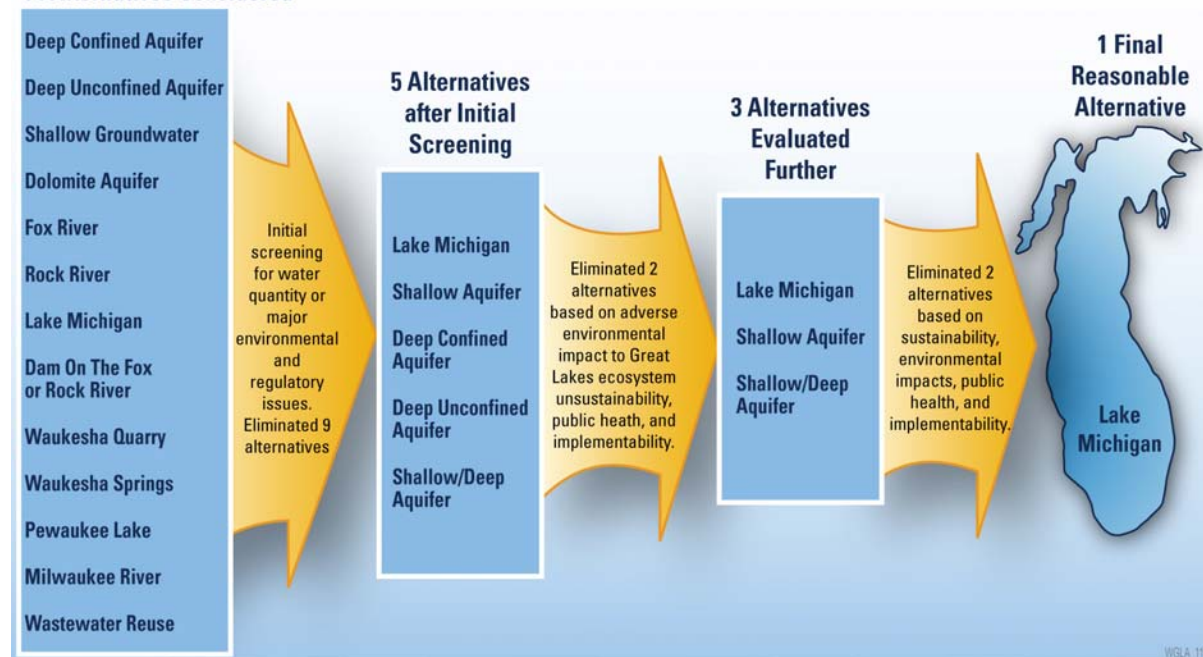 Deep Confined Aquifer
Deep Unconfined Aquifer
Shallow Groundwater
Dolomite Aquifer
Fox River
Rock River
Lake Michigan
Dam On The Fox
or Rock River
Waukesha Quarry
Waukesha Springs
Pewaukee Lake
Milwaukee River
Wastewater Reuse
Initial
screening
for water
quantity or
major
environmental
and
regulatory
issues.
Eliminated 9
alternatives
5 Alternatives
after Initial
Screening
Lake Michigan
Shallow Aquifer
Deep Confined
Aquifer
Deep Unconfined
Aquifer
Shallow/Deep
Aquifer
Eliminated 2
alternatives
based on adverse
environmental
impact to Great
Lakes ecosystem
unsustainability,
public heath, and
implementability.
3 Alternatives
Evaluated
Further
Lake Michigan
Shallow Aquifer
Shallow/Deep
Aquifer
Eliminated 2
alternatives
based on
sustainability,
environmental
impacts, public
health, and
implementability.
1 Final
Reasonable
Alternative
Lake
Michigan